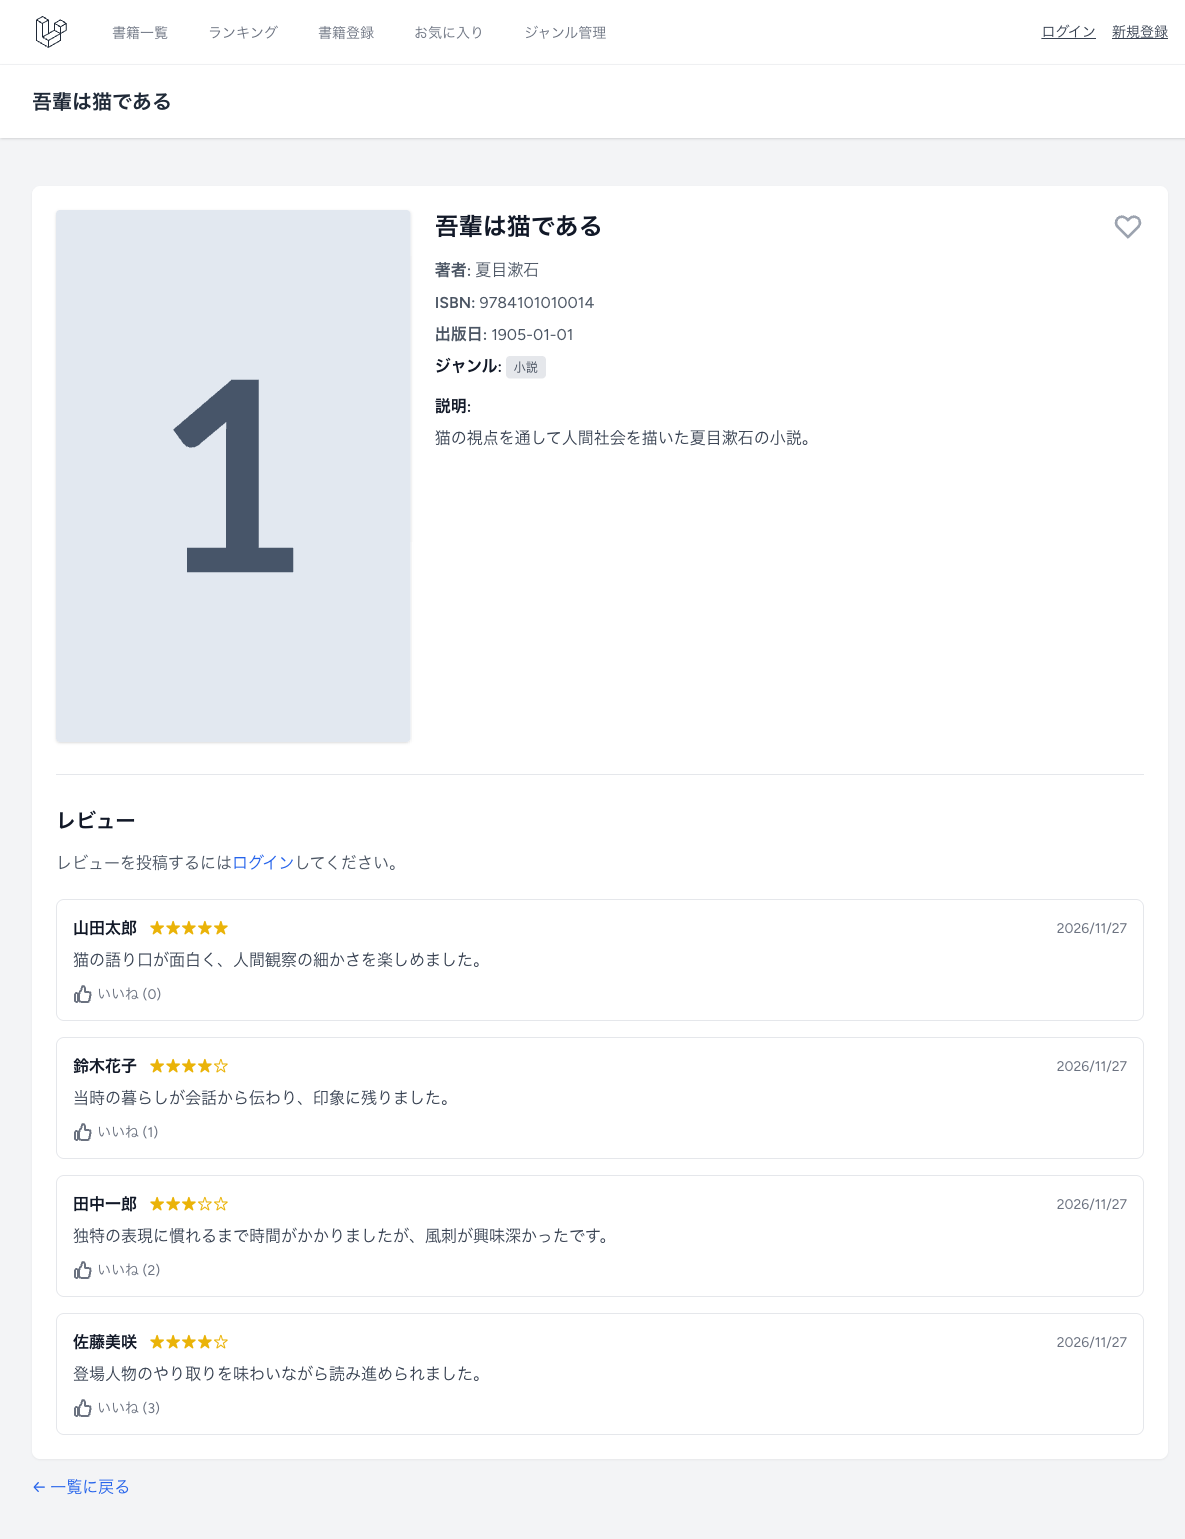 書籍一覧 ランキング 書籍登録 お気に入り ジャンル管理 ログイン 新規登録
吾輩は猫である
1
吾輩は猫である
著者: 夏目漱石
ISBN: 9784101010014
出版日: 1905-01-01
ジャンル: 小説
説明:
猫の視点を通して人間社会を描いた夏目漱石の小説。
レビュー
レビューを投稿するにはログインしてください。
山田太郎 ★★★★★ 2026/11/27
猫の語り口が面白く、人間観察の細かさを楽しめました。
いいね (0)
鈴木花子 ★★★★☆ 2026/11/27
当時の暮らしが会話から伝わり、印象に残りました。
いいね (1)
田中一郎 ★★★☆☆ 2026/11/27
独特の表現に慣れるまで時間がかかりましたが、風刺が興味深かったです。
いいね (2)
佐藤美咲 ★★★★☆ 2026/11/27
登場人物のやり取りを味わいながら読み進められました。
いいね (3)
← 一覧に戻る